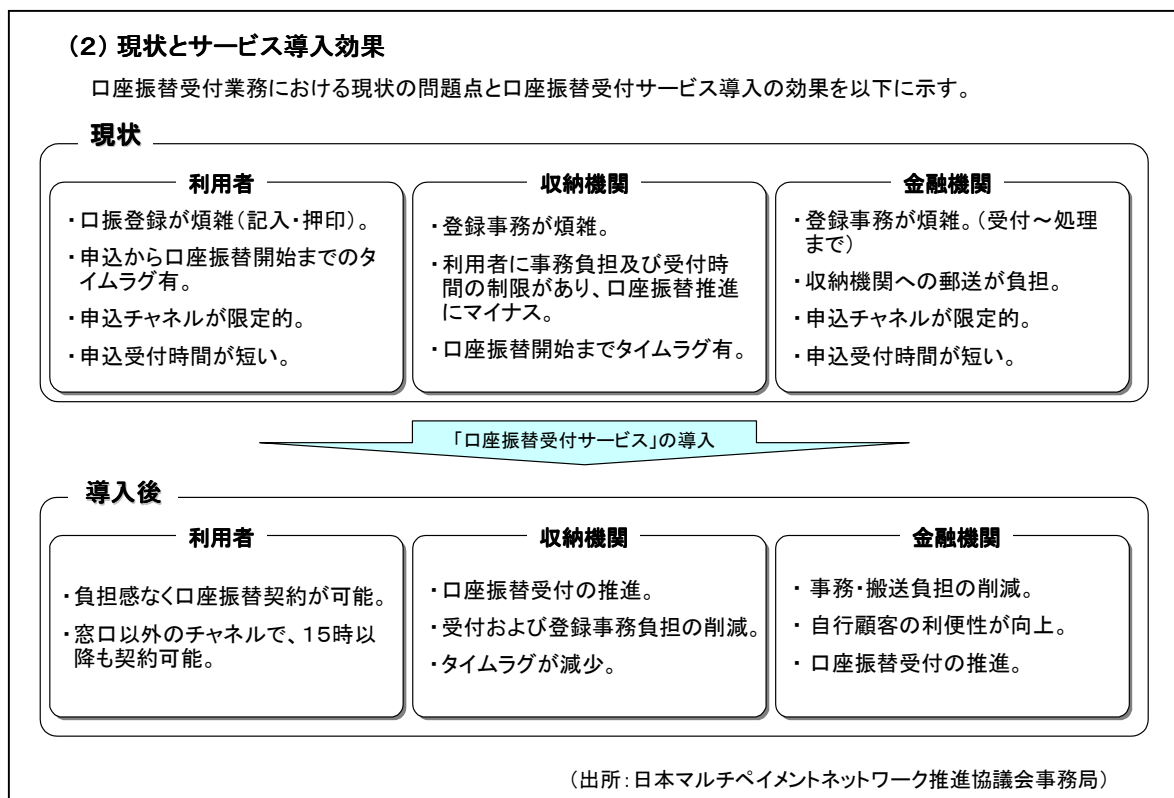 (2) 現状とサービス導入効果
口座振替受付業務における現状の問題点と口座振替受付サービス導入の効果を以下に示す。
現状
利用者
・口振登録が煩雑(記入・押印)。
・申込から口座振替開始までのタ
イムラグ有。
・申込チャネルが限定的。
・申込受付時間が短い。
収納機関
・登録事務が煩雑。
・利用者に事務負担及び受付時
間の制限があり、口座振替推進
にマイナス。
・口座振替開始までタイムラグ有。
金融機関
・登録事務が煩雑。(受付～処理
まで)
・収納機関への郵送が負担。
・申込チャネルが限定的。
・申込受付時間が短い。
「口座振替受付サービス」の導入
導入後
利用者
・負担感なく口座振替契約が可能。
・窓口以外のチャネルで、15時以
降も契約可能。
収納機関
・口座振替受付の推進。
・受付および登録事務負担の削減。
・タイムラグが減少。
金融機関
・ 事務・搬送負担の削減。
・ 自行顧客の利便性が向上。
・ 口座振替受付の推進。
(出所:日本マルチペイメントネットワーク推進協議会事務局)